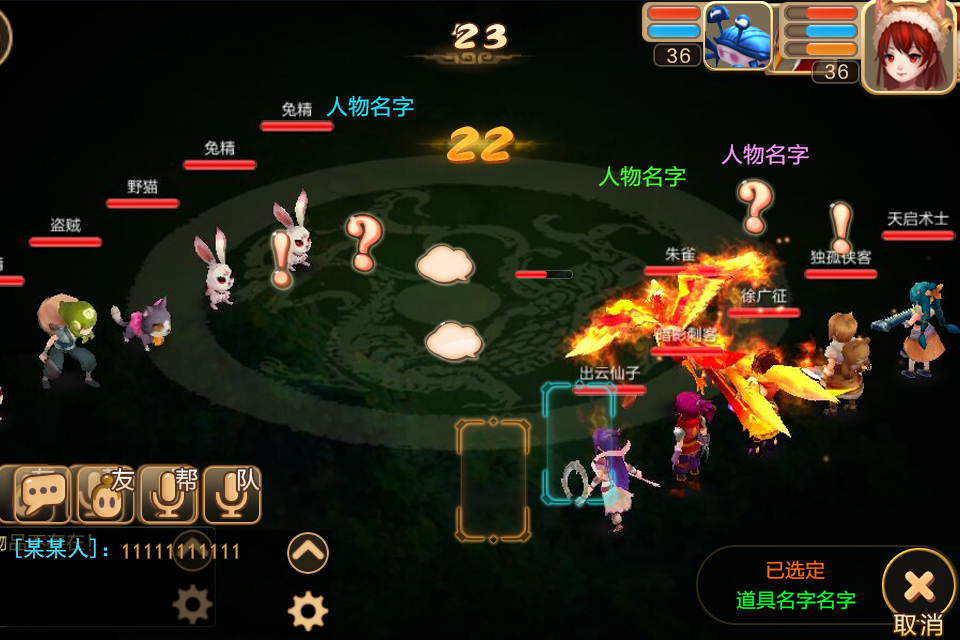 23
36
36
兔精
人物名字
22
兔精
人物名字
人物名字
野猫
盗贼
天启术士
朱雀
独孤侠客
徐广征
暗影刺客
出云仙子
友
帮
队
[某某人]：11111111111
已选定
道具名字名字
取消